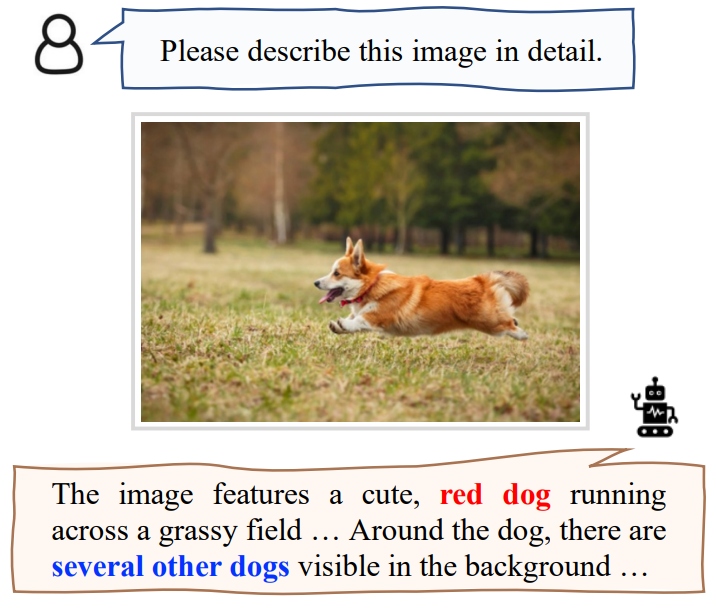 Please describe this image in detail.
The image features a cute, red dog running
across a grassy field … Around the dog, there are
several other dogs visible in the background …